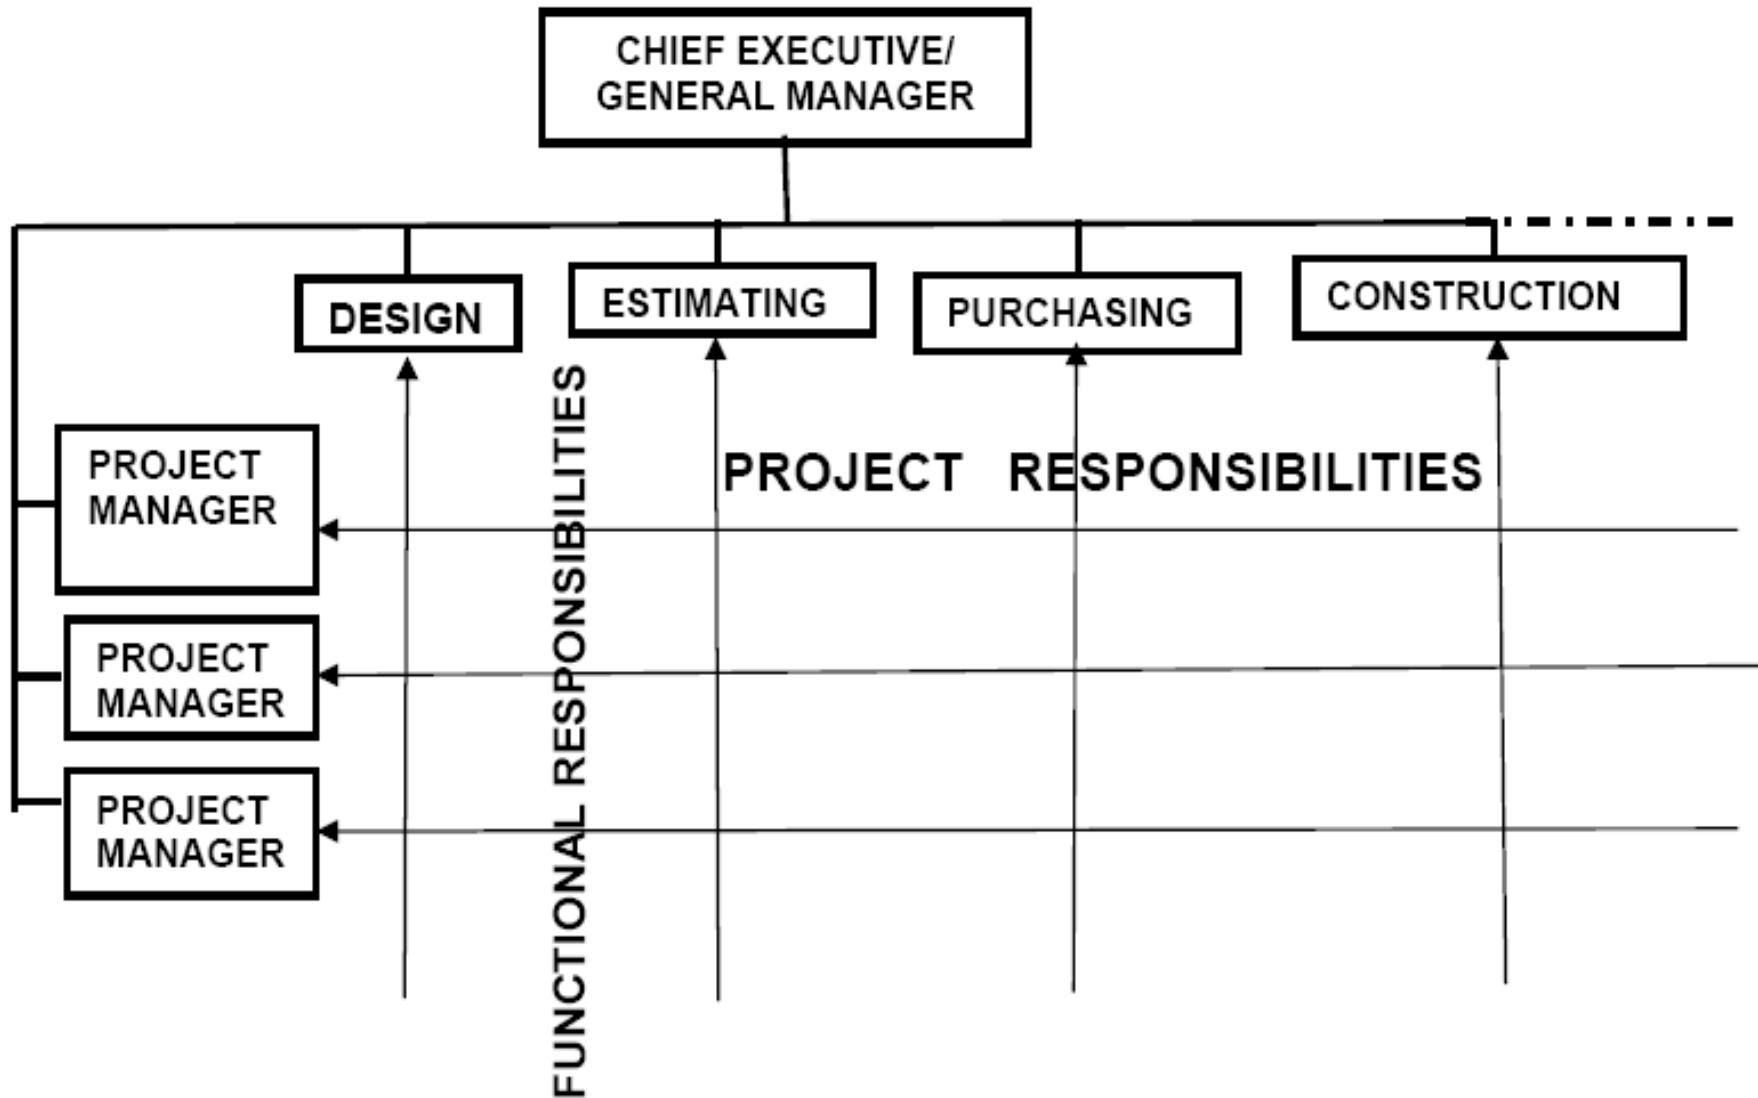 CHIEF EXECUTIVE/
GENERAL MANAGER
DESIGN
ESTIMATING
PURCHASING
CONSTRUCTION
FUNCTIONAL RESPONSIBILITIES
PROJECT RESPONSIBILITIES
PROJECT
MANAGER
PROJECT
MANAGER
PROJECT
MANAGER